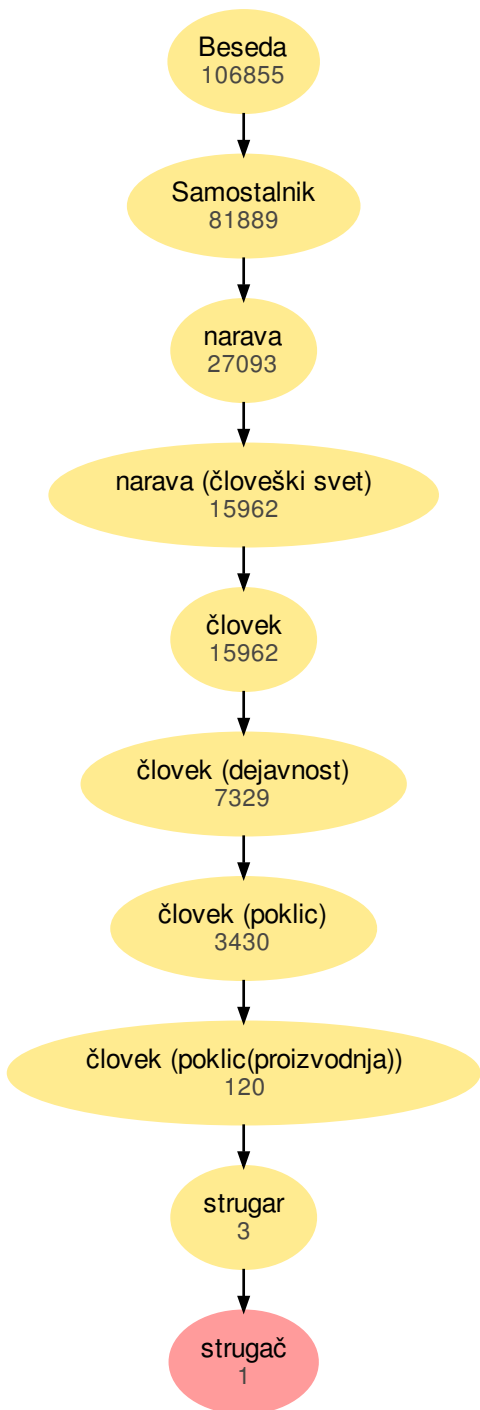 Beseda
106855
Samostalnik
81889
narava
27093
narava (človeški svet)
15962
človek
15962
človek (dejavnost)
7329
človek (poklic)
3430
človek (poklic(proizvodnja))
120
strugar
3
strugač
1